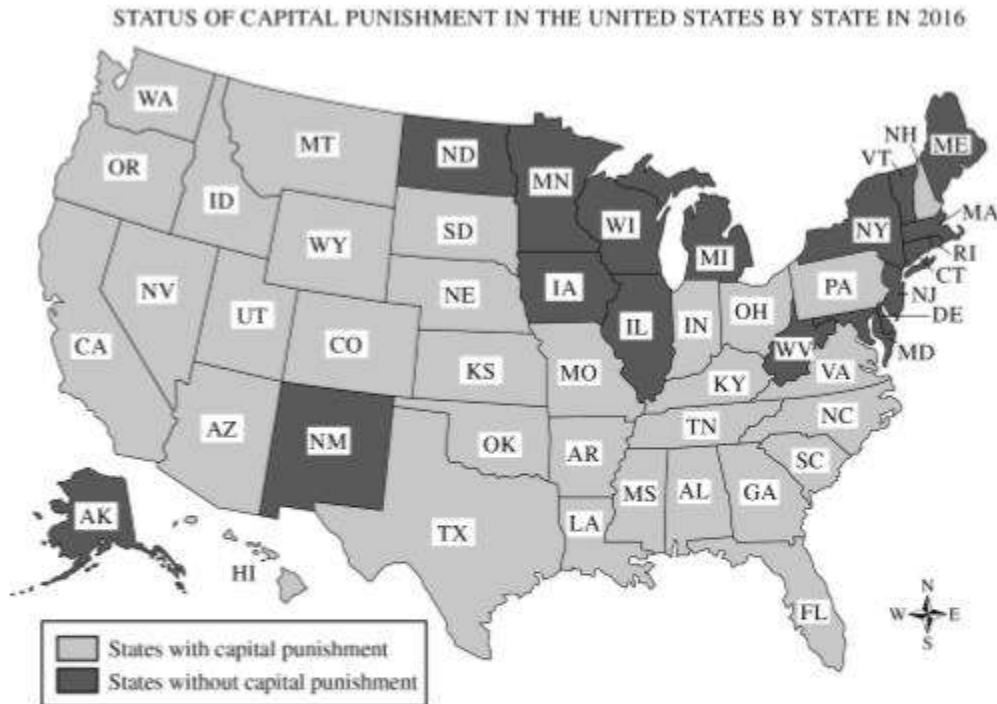 STATUS OF CAPITAL PUNISHMENT IN THE UNITED STATES BY STATE IN 2016
WA
MT
ND
MN
NH
VT
ME
OR
ID
WY
SD
WI
MI
NY
MA
RI
CT
NV
UT
CO
NE
IA
IL
IN
OH
PA
NJ
DE
MD
CA
KS
MO
KY
WV
VA
AZ
NM
OK
AR
TN
NC
SC
MS
AL
GA
TX
LA
FL
AK
HI
N
W E
S
States with capital punishment
States without capital punishment